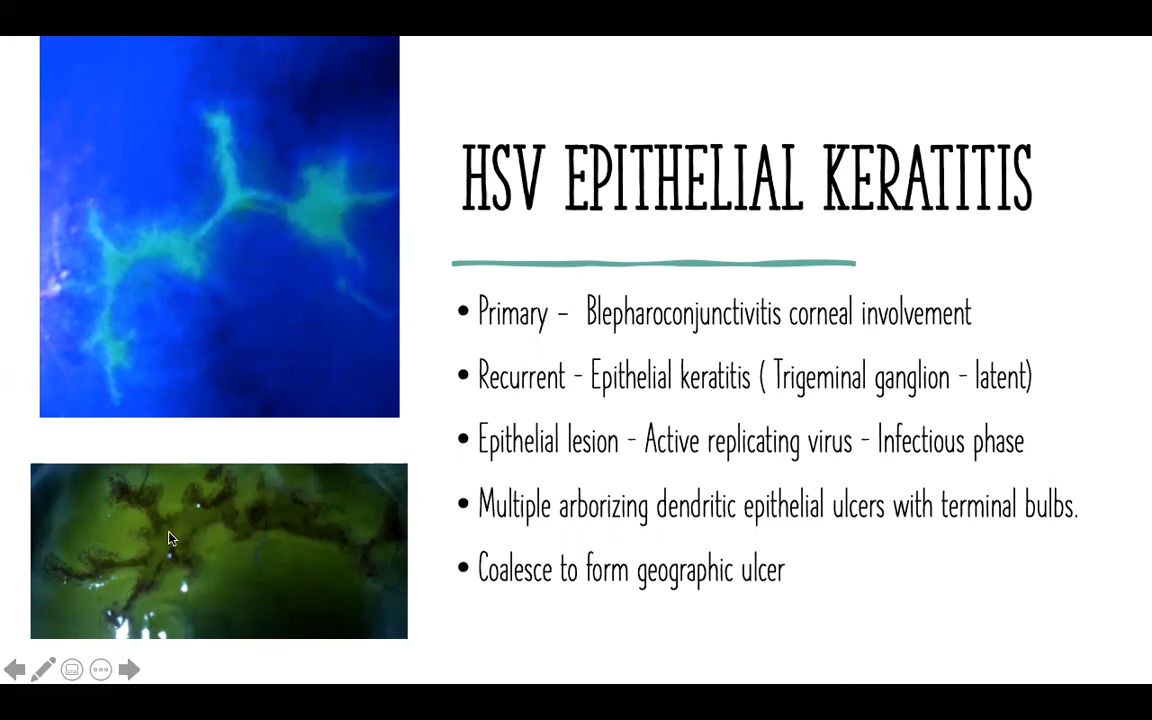 HSV EPITHELIAL KERATITIS
• Primary - Blepharoconjunctivitis corneal involvement
• Recurrent - Epithelial keratitis ( Trigeminal ganglion - latent)
• Epithelial lesion - Active replicating virus - Infectious phase
• Multiple arborizing dendritic epithelial ulcers with terminal bulbs.
• Coalesce to form geographic ulcer